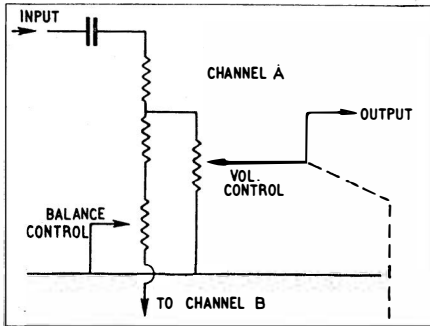 INPUT
CHANNEL A
OUTPUT
VOL.
CONTROL
BALANCE
CONTROL
TO CHANNEL B